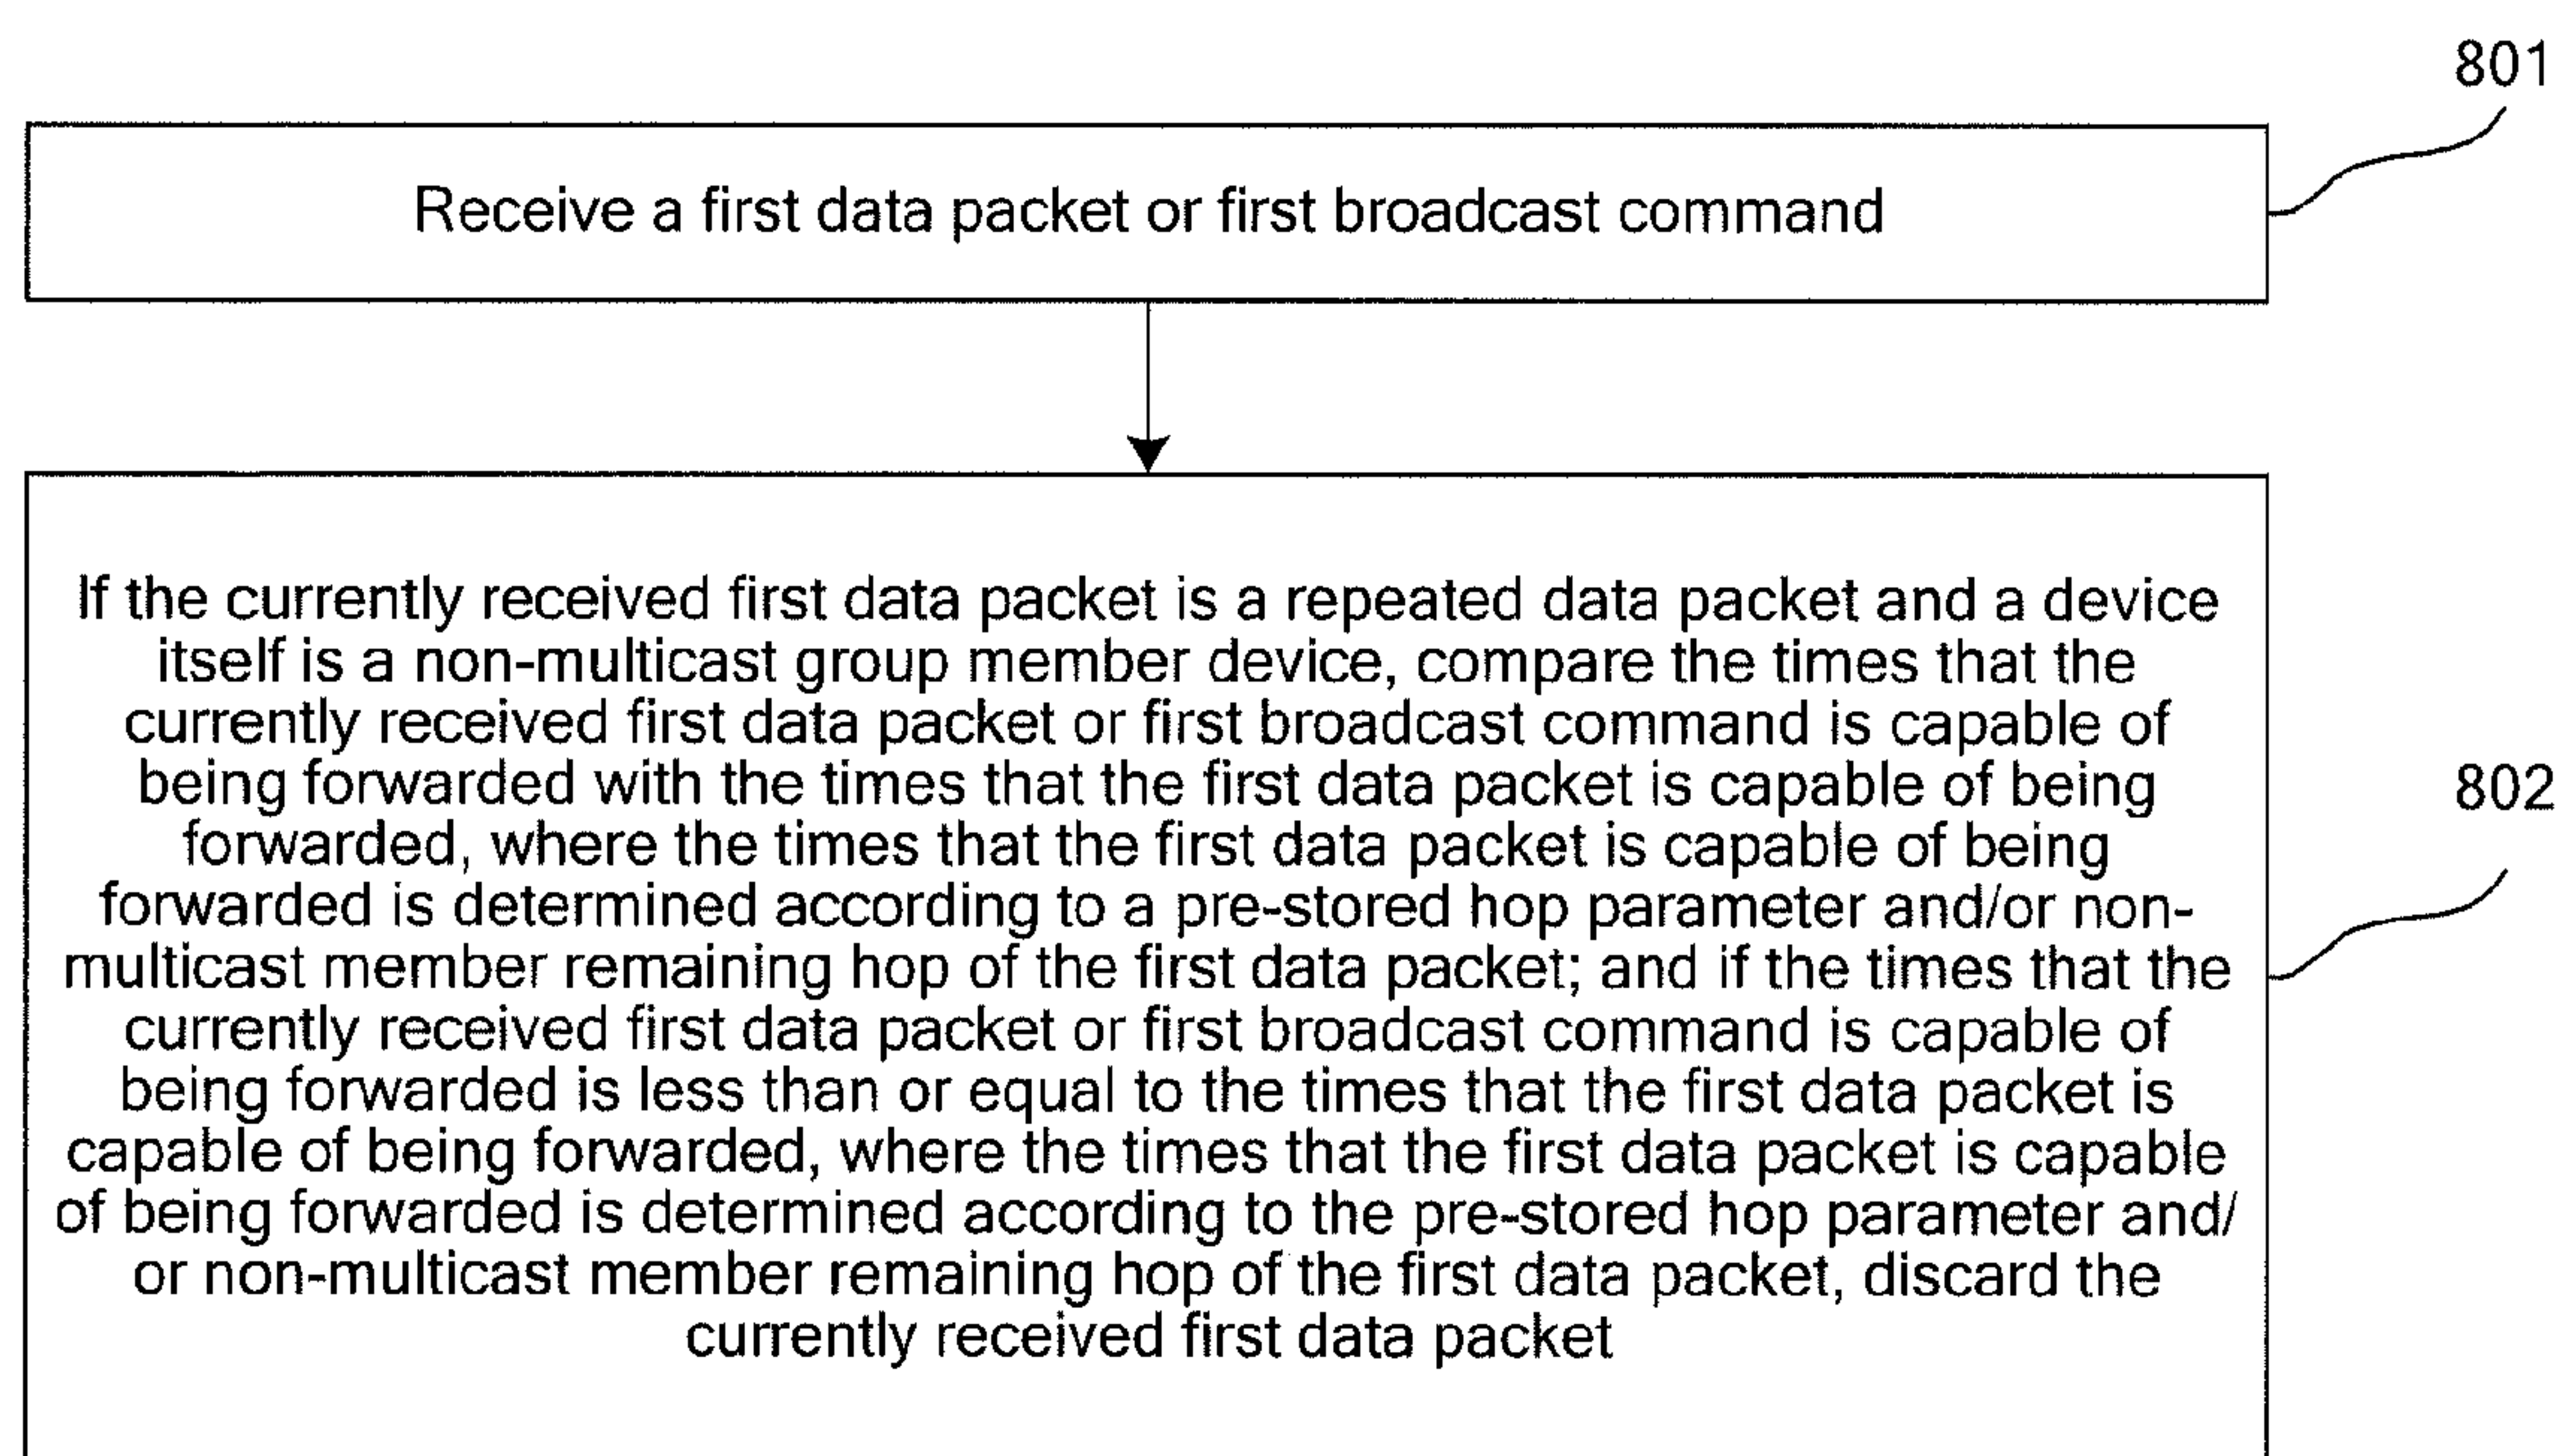 801
Receive a first data packet or first broadcast command
If the currently received first data packet is a repeated data packet and a device
itself is a non-multicast group member device, compare the times that the
currently received first data packet or first broadcast command is capable of
being forwarded with the times that the first data packet is capable of being
forwarded, where the times that the first data packet is capable of being
forwarded is determined according to a pre-stored hop parameter and/or non-
multicast member remaining hop of the first data packet; and if the times that the
currently received first data packet or first broadcast command is capable of
being forwarded is less than or equal to the times that the first data packet is
capable of being forwarded, where the times that the first data packet is capable
of being forwarded is determined according to the pre-stored hop parameter and/
or non-multicast member remaining hop of the first data packet, discard the
currently received first data packet
802